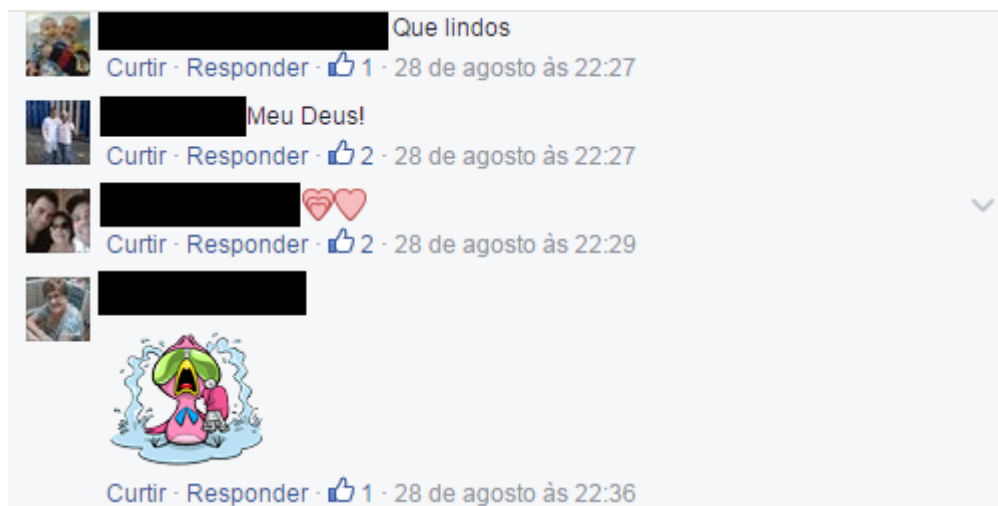 Que lindos
Curtir · Responder · 1 · 28 de agosto às 22:27
Meu Deus!
Curtir · Responder · 2 · 28 de agosto às 22:27
Curtir · Responder · 2 · 28 de agosto às 22:29
Curtir · Responder · 1 · 28 de agosto às 22:36